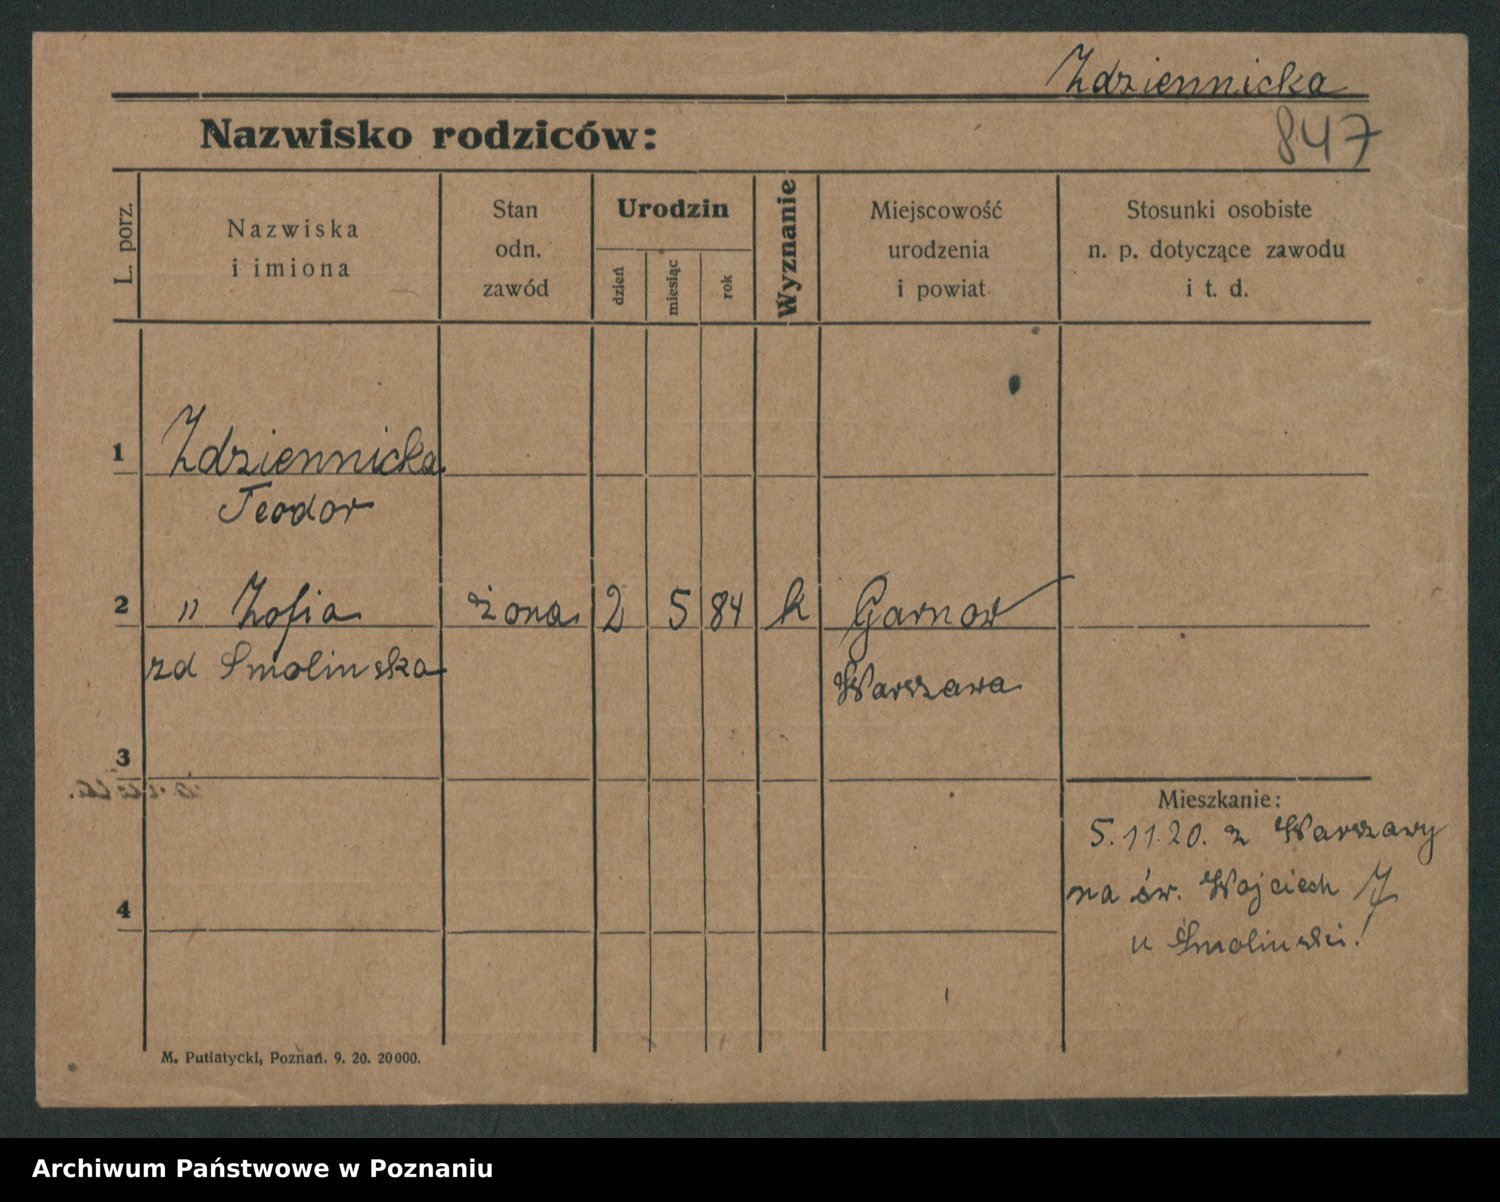 Zdziennicka
Nazwisko rodziców: 847
L. porz.
Nazwiska
i imiona
Stan
odn.
zawód
Urodzin
dzień miesiąc rok
Wyznanie
Miejscowość
urodzenia
i powiat
Stosunki osobiste
n. p. dotyczące zawodu
i t. d.
1 Zdziennicka
Teodor
2 " Zofia żona 2 5 84 k Garnow
zd Smolinska Warszawa
3
Mieszkanie:
5.11.20. z Warszawy
na św. Wojciech 7
u Smolinski!
4
M. Putiatycki, Poznań. 9. 20. 20000.
Archiwum Państwowe w Poznaniu